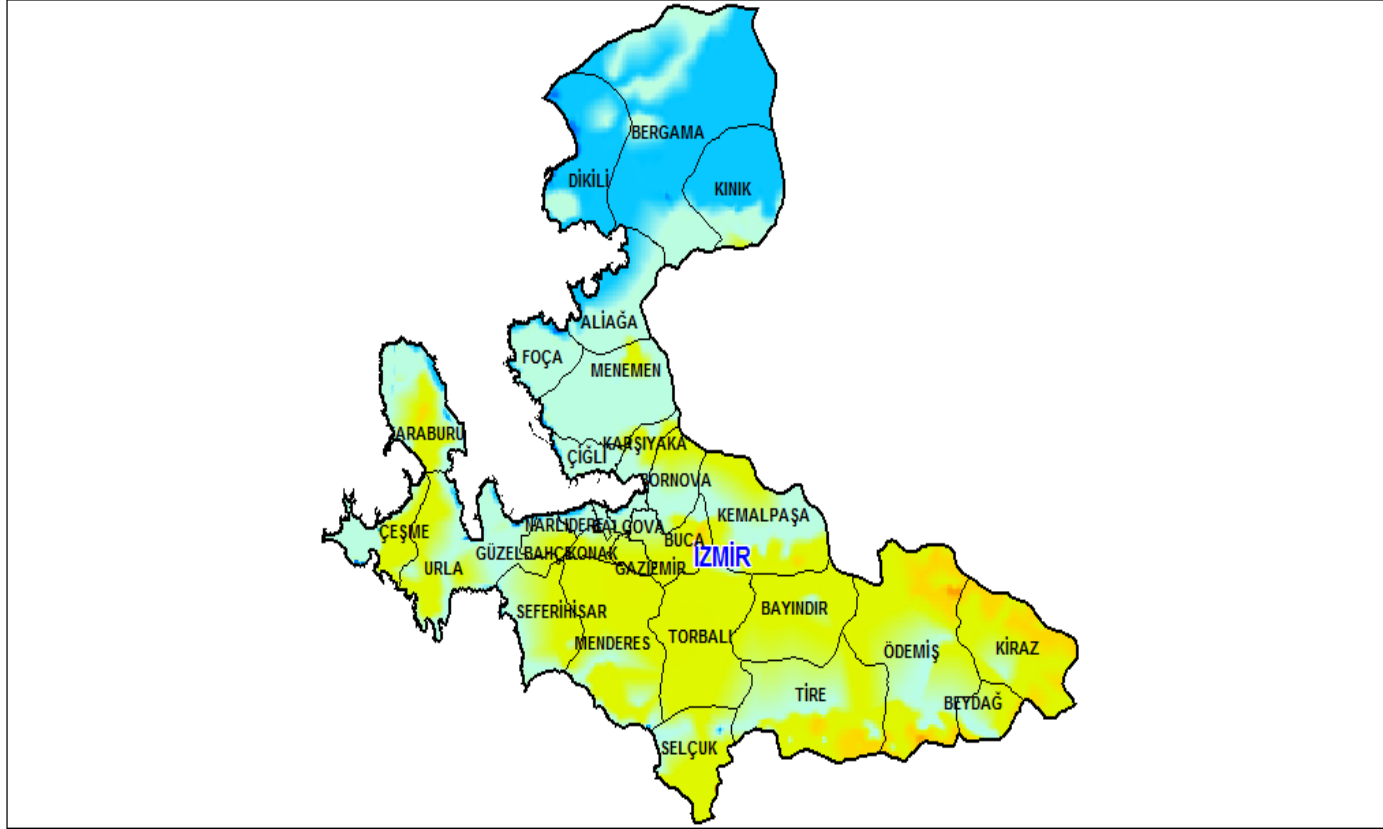 BERGAMA
DİKİLİ
KINIK
ALİAĞA
FOÇA
MENEMEN
ARABURU
KARŞIYAKA
ÇİĞLİ
BORNOVA
KEMALPAŞA
NARLIDERE
BALÇOVA
ÇEŞME
BUCA
GÜZELBAHÇE
KONAK
İZMİR
URLA
GAZİEMİR
SEFERİHİSAR
BAYINDIR
MENDERES
TORBALI
ÖDEMİŞ
KİRAZ
TİRE
BEYDAĞ
SELÇUK